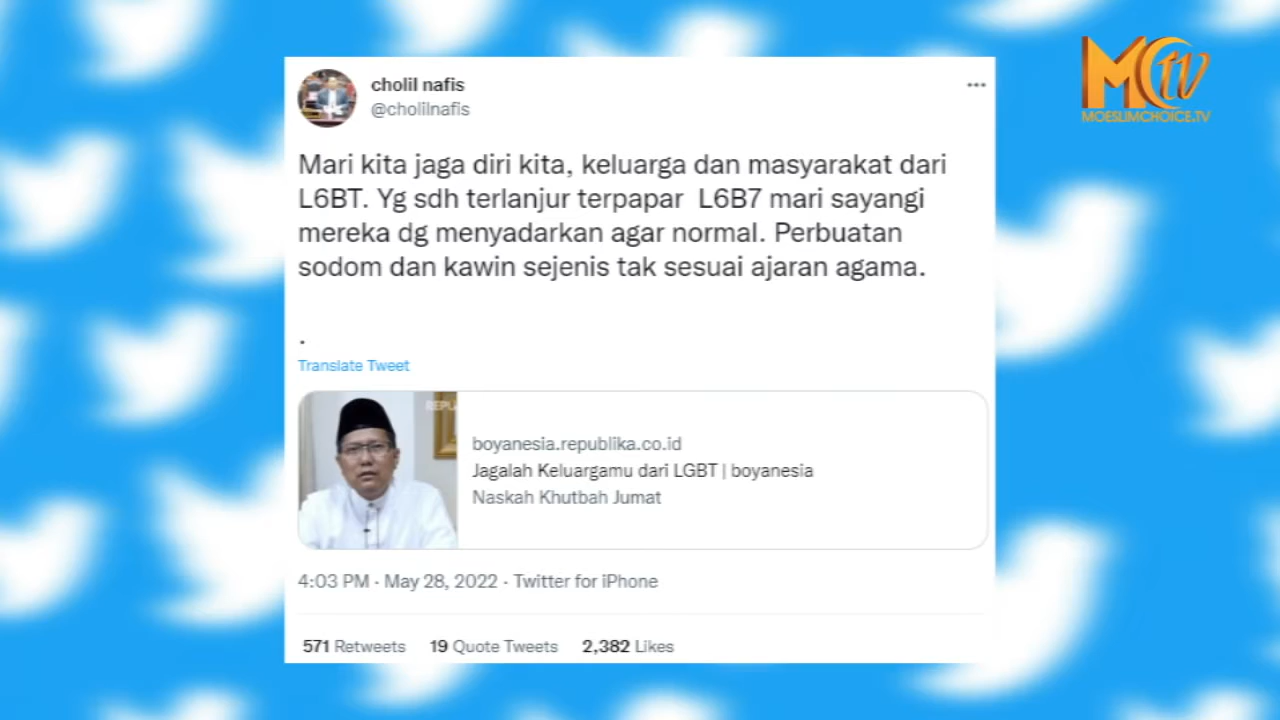 MCTV
MOESLIMCHOICE.TV
cholil nafis
@cholilnafis
Mari kita jaga diri kita, keluarga dan masyarakat dari
L6BT. Yg sdh terlanjur terpapar L6B7 mari sayangi
mereka dg menyadarkan agar normal. Perbuatan
sodom dan kawin sejenis tak sesuai ajaran agama.
.
Translate Tweet
boyanesia.republika.co.id
Jagalah Keluargamu dari LGBT | boyanesia
Naskah Khutbah Jumat
4:03 PM · May 28, 2022 · Twitter for iPhone
571 Retweets 19 Quote Tweets 2,382 Likes